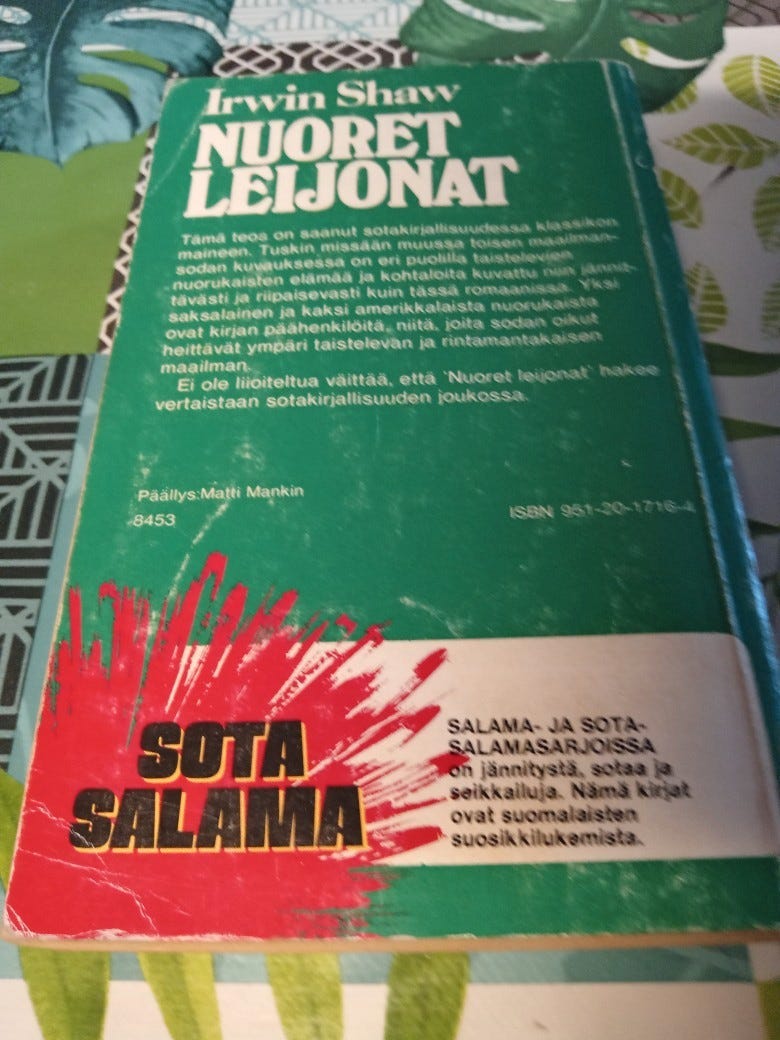 Irwin Shaw
NUORET
LEIJONAT
Tämä teos on saanut sotakirjallisuudessa klassikon
maineen. Tuskin missään muussa toisen maailman-
sodan kuvauksessa on eri puolilla taistelevien
nuorukaisten elämää ja kohtaloita kuvattu niin jännit-
tävästi ja riipaisevasti kuin tässä romaanissa. Yksi
saksalainen ja kaksi amerikkalaista nuorukaista
ovat kirjan päähenkilöitä, niitä, joita sodan oikut
heittävät ympäri taistelevan ja rintamantakaisen
maailman.
Ei ole liioiteltua väittää, että 'Nuoret leijonat' hakee
vertaistaan sotakirjallisuuden joukossa.
Päällys:Matti Mankin
8453
ISBN 951-20-1716-4
SOTA
SALAMA
SALAMA- JA SOTA-
SALAMASARJOISSA
on jännitystä, sotaa ja
seikkailuja. Nämä kirjat
ovat suomalaisten
suosikkilukemista.